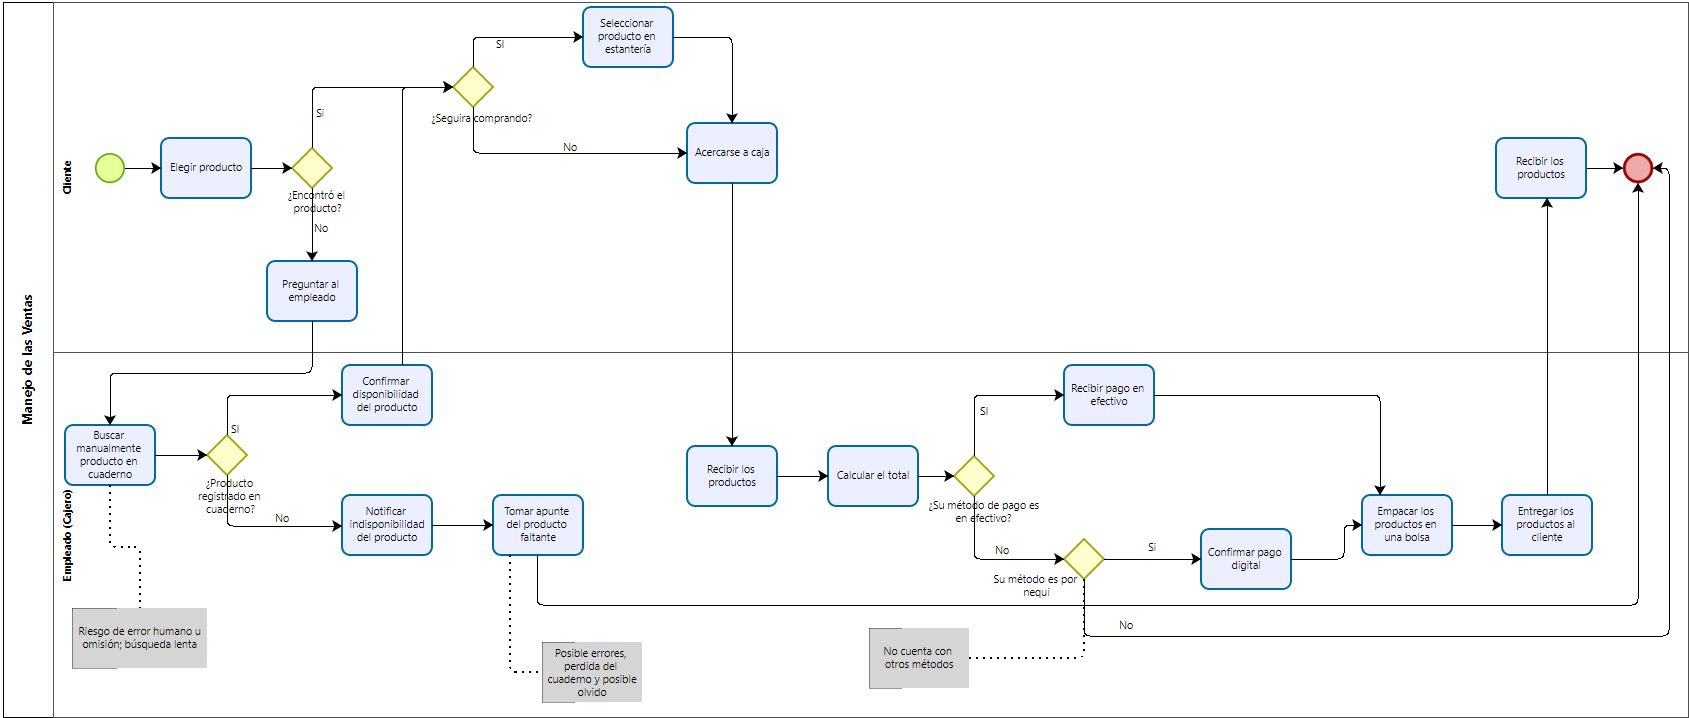 Manejo de las Ventas
Cliente
Elegir producto
¿Encontró el
producto?
Si
No
Preguntar al
empleado
¿Seguira comprando?
SI
No
Seleccionar
producto en
estantería
Acercarse a caja
Recibir los
productos
Empleado (Cajero)
Buscar
manualmente
producto en
cuaderno
¿Producto
registrado en
cuaderno?
SI
No
Confirmar
disponibilidad
del producto
Notificar
indisponibilidad
del producto
Tomar apunte
del producto
faltante
Recibir los
productos
Calcular el total
¿Su método de pago es
en efectivo?
SI
No
Recibir pago en
efectivo
Su método es por
nequi
Si
No
Confirmar pago
digital
Empacar los
productos en
una bolsa
Entregar los
productos al
cliente
Riesgo de error humano u
omisión; búsqueda lenta
Posible errores,
perdida del
cuaderno y posible
olvido
No cuenta con
otros métodos